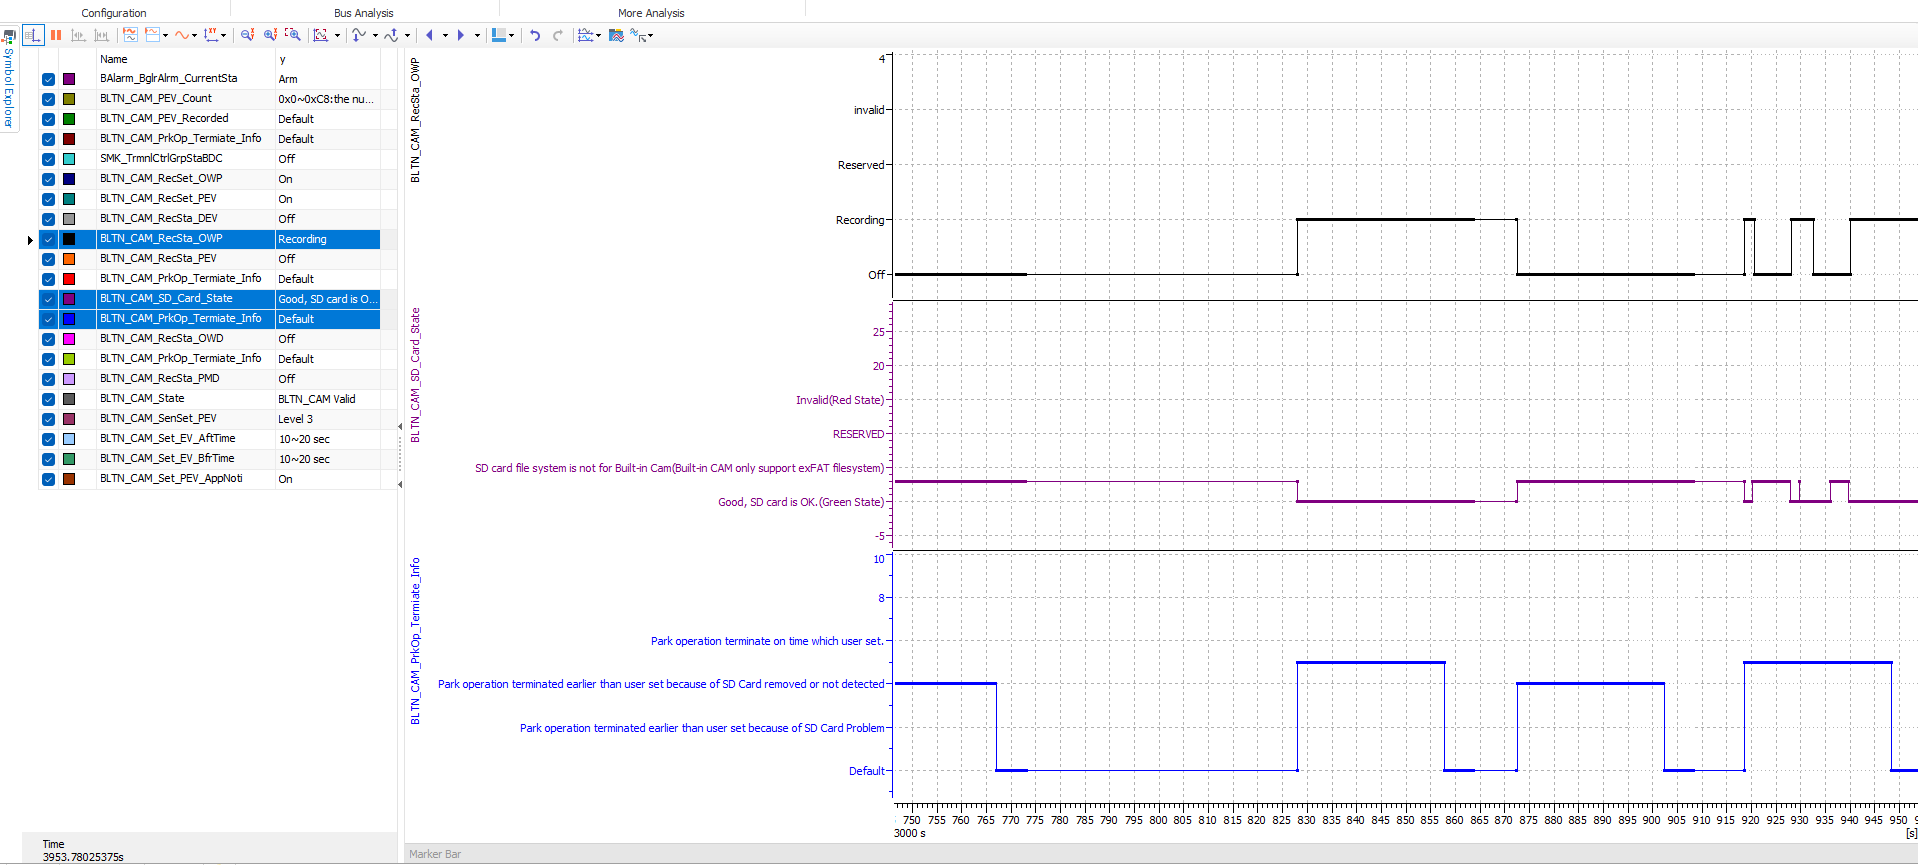 Configuration Bus Analysis More Analysis
Symbol Explorer
Name y
BAlarm_BglrAlrm_CurrentSta Arm
BLTN_CAM_PEV_Count 0x0~0xC8:the nu...
BLTN_CAM_PEV_Recorded Default
BLTN_CAM_PrkOp_Termiate_Info Default
SMK_TrmnlCtrlGrpStaBDC Off
BLTN_CAM_RecSet_OWP On
BLTN_CAM_RecSet_PEV On
BLTN_CAM_RecSta_DEV Off
BLTN_CAM_RecSta_OWP Recording
BLTN_CAM_RecSta_PEV Off
BLTN_CAM_PrkOp_Termiate_Info Default
BLTN_CAM_SD_Card_State Good, SD card is O...
BLTN_CAM_PrkOp_Termiate_Info Default
BLTN_CAM_RecSta_OWD Off
BLTN_CAM_PrkOp_Termiate_Info Default
BLTN_CAM_RecSta_PMD Off
BLTN_CAM_State BLTN_CAM Valid
BLTN_CAM_SenSet_PEV Level 3
BLTN_CAM_Set_EV_AftTime 10~20 sec
BLTN_CAM_Set_EV_BfrTime 10~20 sec
BLTN_CAM_Set_PEV_AppNoti On
Time
3953.78025375s
BLTN_CAM_RecSta_OWP
4
invalid
Reserved
Recording
Off
BLTN_CAM_SD_Card_State
25
20
Invalid(Red State)
RESERVED
SD card file system is not for Built-in Cam(Built-in CAM only support exFAT filesystem)
Good, SD card is OK.(Green State)
-5
BLTN_CAM_PrkOp_Termiate_Info
10
8
Park operation terminate on time which user set.
Park operation terminated earlier than user set because of SD Card removed or not detected
Park operation terminated earlier than user set because of SD Card Problem
Default
750 755 760 765 770 775 780 785 790 795 800 805 810 815 820 825 830 835 840 845 850 855 860 865 870 875 880 885 890 895 900 905 910 915 920 925 930 935 940 945 950
3000 s [s]
Marker Bar